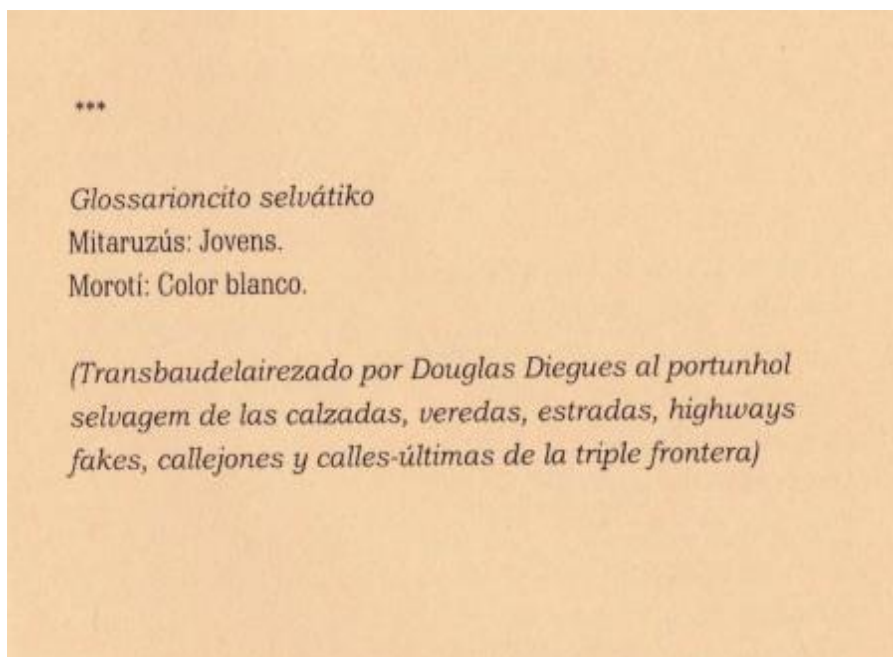 ***
Glossarioncito selvátiko
Mitaruzús: Jovens.
Morotí: Color blanco.
(Transbaudelairezado por Douglas Diegues al portunhol
selvagem de las calzadas, veredas, estradas, highways
fakes, callejones y calles-últimas de la triple frontera)